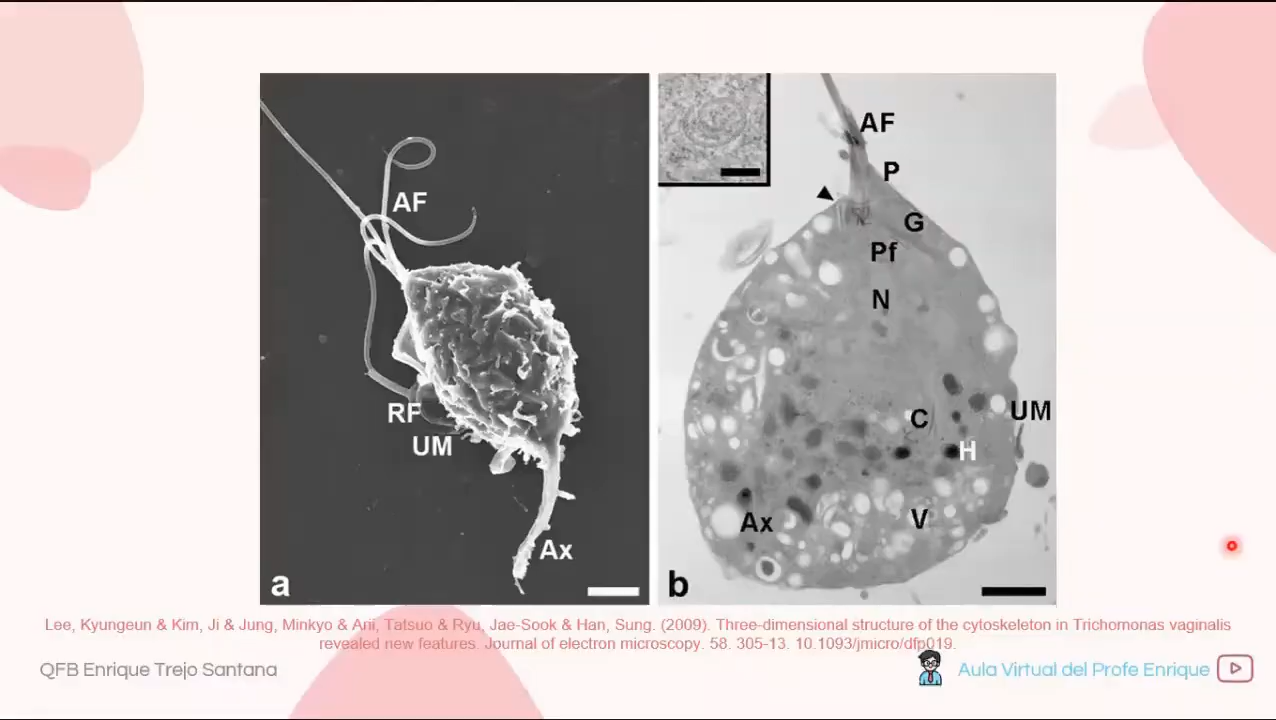 AF
RF
UM
Ax
a
AF
P
G
Pf
N
C
UM
H
Ax
V
b
Lee, Kyungeun & Kim, Ji & Jung, Minkyo & Arii, Tatsuo & Ryu, Jae-Sook & Han, Sung. (2009). Three-dimensional structure of the cytoskeleton in Trichomonas vaginalis
revealed new features. Journal of electron microscopy. 58. 305-13. 10.1093/jmicro/dfp019.
QFB Enrique Trejo Santana
Aula Virtual del Profe Enrique